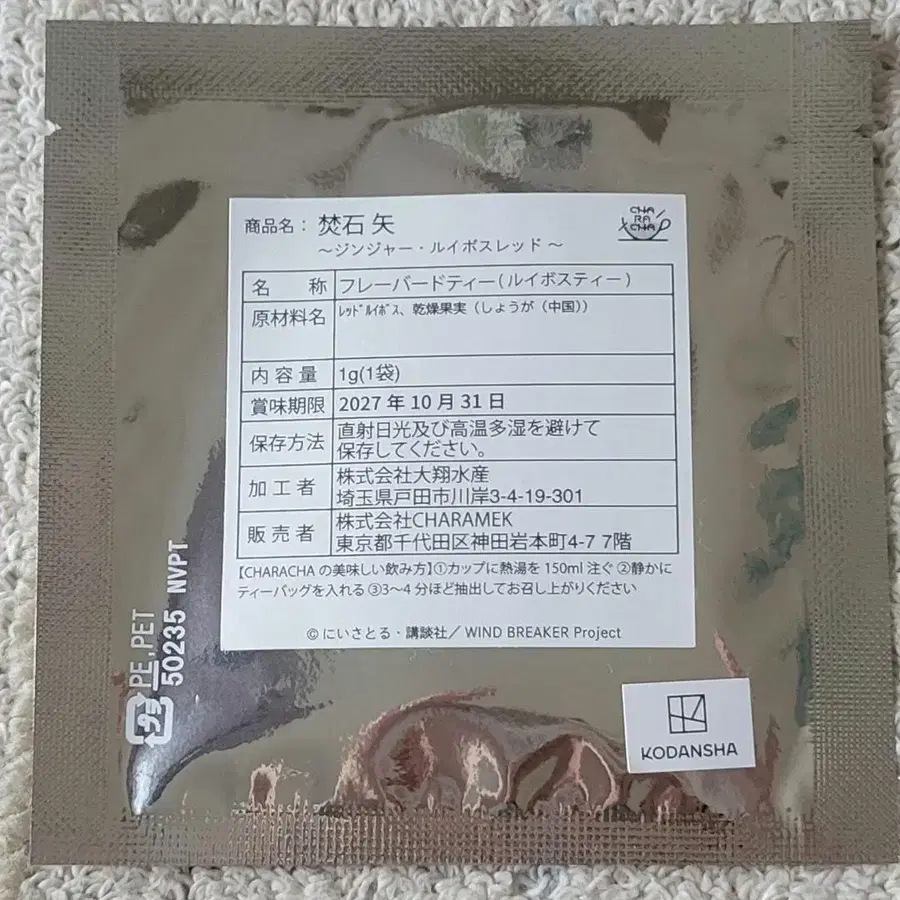 商品名： 焚石 矢
～ジンジャー・ルイボスレッド～
CHA
RA
CHA
名　称 フレーバードティー(ルイボスティー)
原材料名 ﾚｯﾄﾞﾙｲﾎﾞｽ、乾燥果実（しょうが（中国））
内容量 1g(1袋)
賞味期限 2027 年 10 月 31 日
保存方法 直射日光及び高温多湿を避けて
保存してください。
加工者 株式会社大翔水産
埼玉県戸田市川岸3-4-19-301
販売者 株式会社CHARAMEK
東京都千代田区神田岩本町4-7 7階
【CHARACHA の美味しい飲み方】①カップに熱湯を 150ml 注ぐ ②静かに
ティーバッグを入れる ③3～4 分ほど抽出してお召し上がりください
© にいさとる・講談社／WIND BREAKER Project
KODANSHA
プラ
PE,PET
50235 NVPT